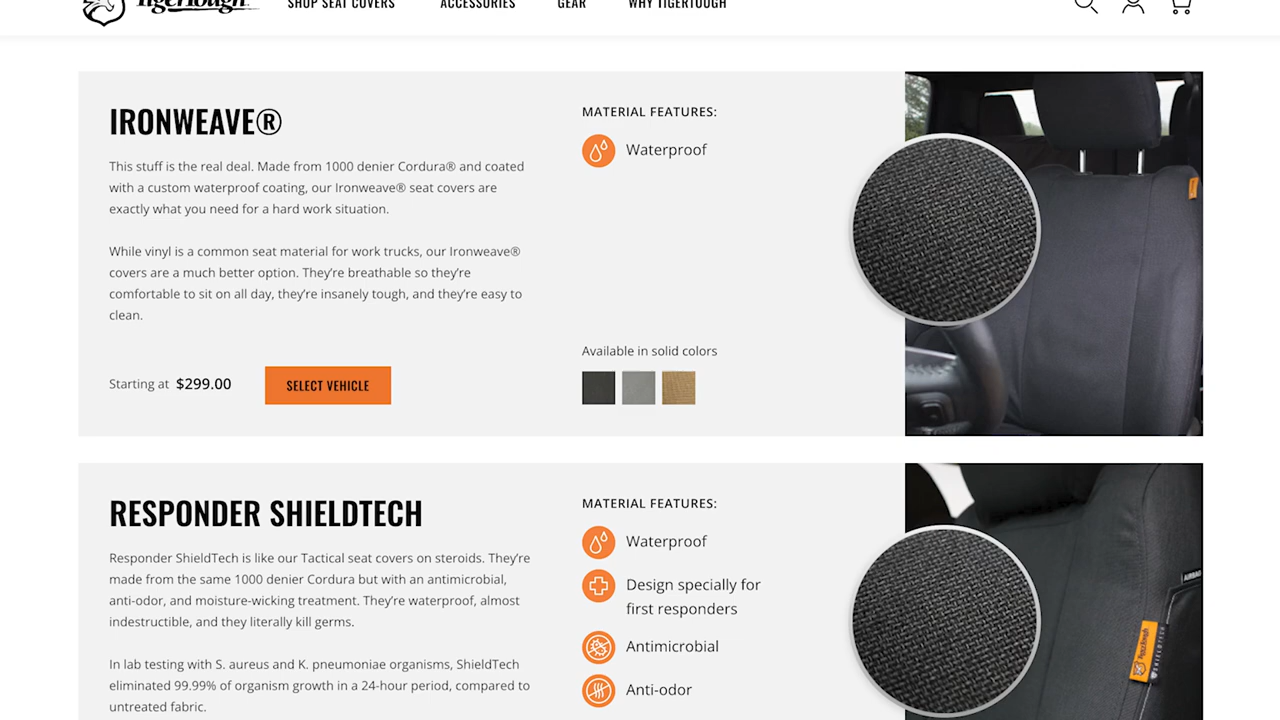 TigerTough
SHOP SEAT COVERS
ACCESSORIES
GEAR
WHY TIGERTOUGH
IRONWEAVE®
This stuff is the real deal. Made from 1000 denier Cordura® and coated
with a custom waterproof coating, our Ironweave® seat covers are
exactly what you need for a hard work situation.
While vinyl is a common seat material for work trucks, our Ironweave®
covers are a much better option. They’re breathable so they’re
comfortable to sit on all day, they’re insanely tough, and they’re easy to
clean.
Starting at $299.00
SELECT VEHICLE
MATERIAL FEATURES:
Waterproof
Available in solid colors
RESPONDER SHIELDTECH
Responder ShieldTech is like our Tactical seat covers on steroids. They’re
made from the same 1000 denier Cordura but with an antimicrobial,
anti-odor, and moisture-wicking treatment. They’re waterproof, almost
indestructible, and they literally kill germs.
In lab testing with S. aureus and K. pneumoniae organisms, ShieldTech
eliminated 99.99% of organism growth in a 24-hour period, compared to
untreated fabric.
MATERIAL FEATURES:
Waterproof
Design specially for
first responders
Antimicrobial
Anti-odor
AIRBAG
TigerTough
SHIELDTECH